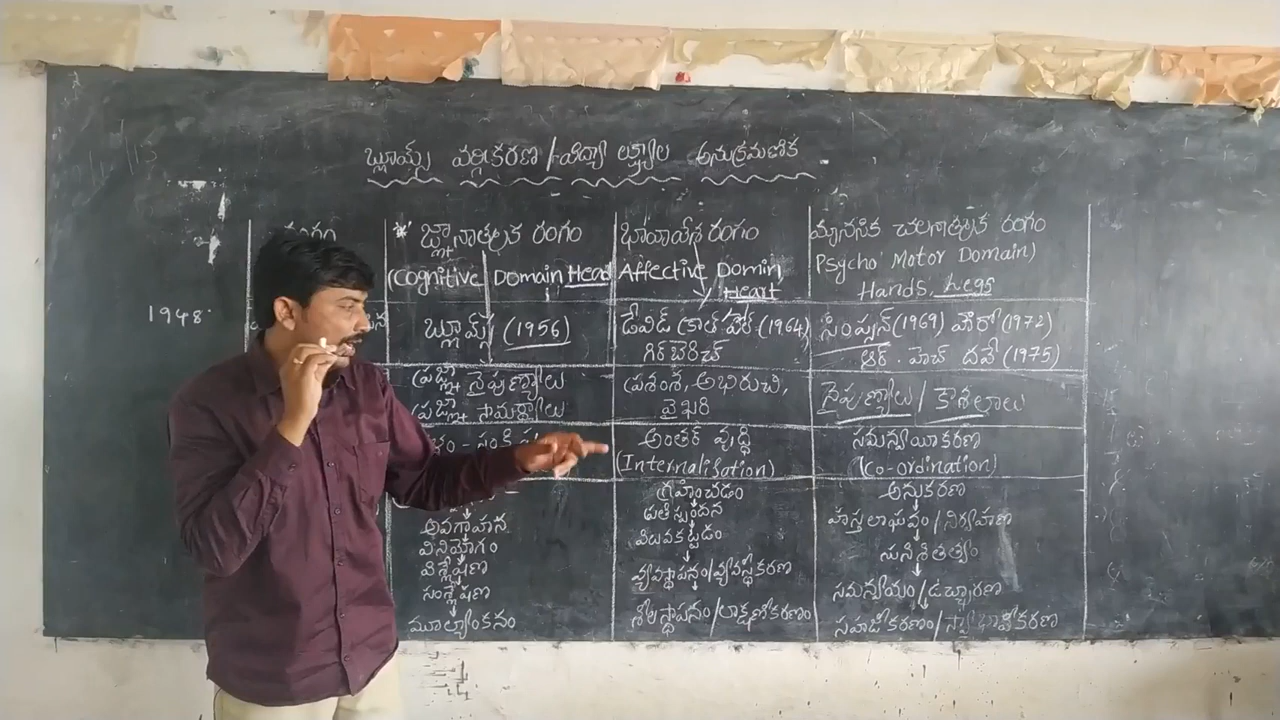 బ్లూమ్స్ వర్గీకరణ / విద్యా లక్ష్యాల అనుక్రమణిక
1948
రంగం
* జ్ఞానాత్మక రంగం
(Cognitive Domain Head
బ్లూమ్స్ (1956)
ప్రజ్ఞా నైపుణ్యాలు
ప్రజ్ఞా సామర్థ్యాలు
అవగాహన
వినియోగం
విశ్లేషణ
సంశ్లేషణ
మూల్యాంకనం
భావావేశ రంగం
Affective Domin
Heart
డేవిడ్ క్రాత్ హోల్ (1964)
ప్రశంస, అభిరుచి,
వైఖరి
అంతర్ వృద్ధి
(Internalisation)
గ్రహించడం
ప్రతిస్పందన
విలువకట్టడం
వ్యవస్థాపనం/వ్యవస్థీకరణ
శీలస్థాపనం/లాక్షణీకరణం
మానసిక చలనాత్మక రంగం
Psycho Motor Domain)
Hands, Legs
సింప్సన్ (1969) హారో (1972)
ఆర్ హెచ్ దవే (1975)
నైపుణ్యాలు / కౌశలాలు
సమన్వయీకరణ
(Co-ordination)
అనుకరణ
హస్తలాఘవం/నిర్వహణ
సునిశితత్వం
సమన్వయం/ఉచ్చారణ
సహజీకరణం/స్వాభావీకరణ